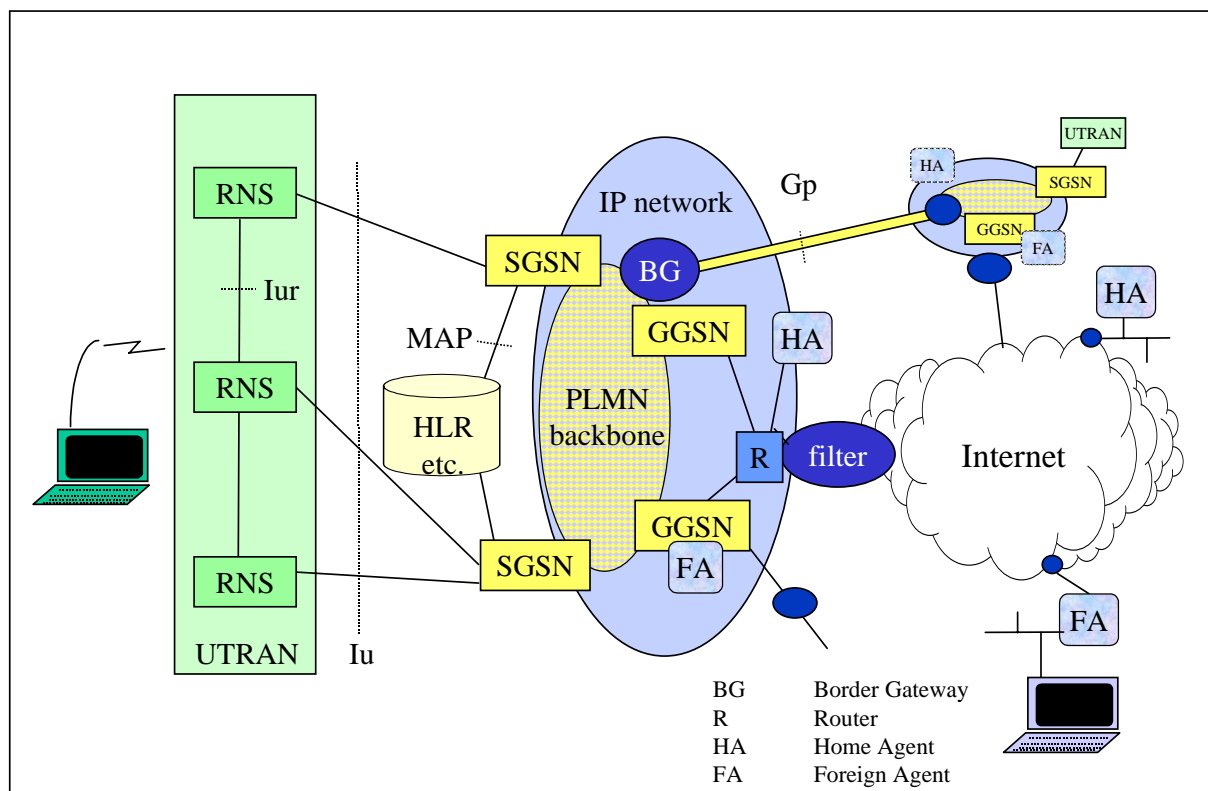 UTRAN
HA
RNS
SGSN
Gp
IP network
GGSN
FA
SGSN
BG
Iur
HA
GGSN
HA
MAP
RNS
PLMN
backbone
HLR
etc.
R
filter
Internet
GGSN
SGSN
FA
RNS
FA
UTRAN
Iu
BG Border Gateway
R Router
HA Home Agent
FA Foreign Agent